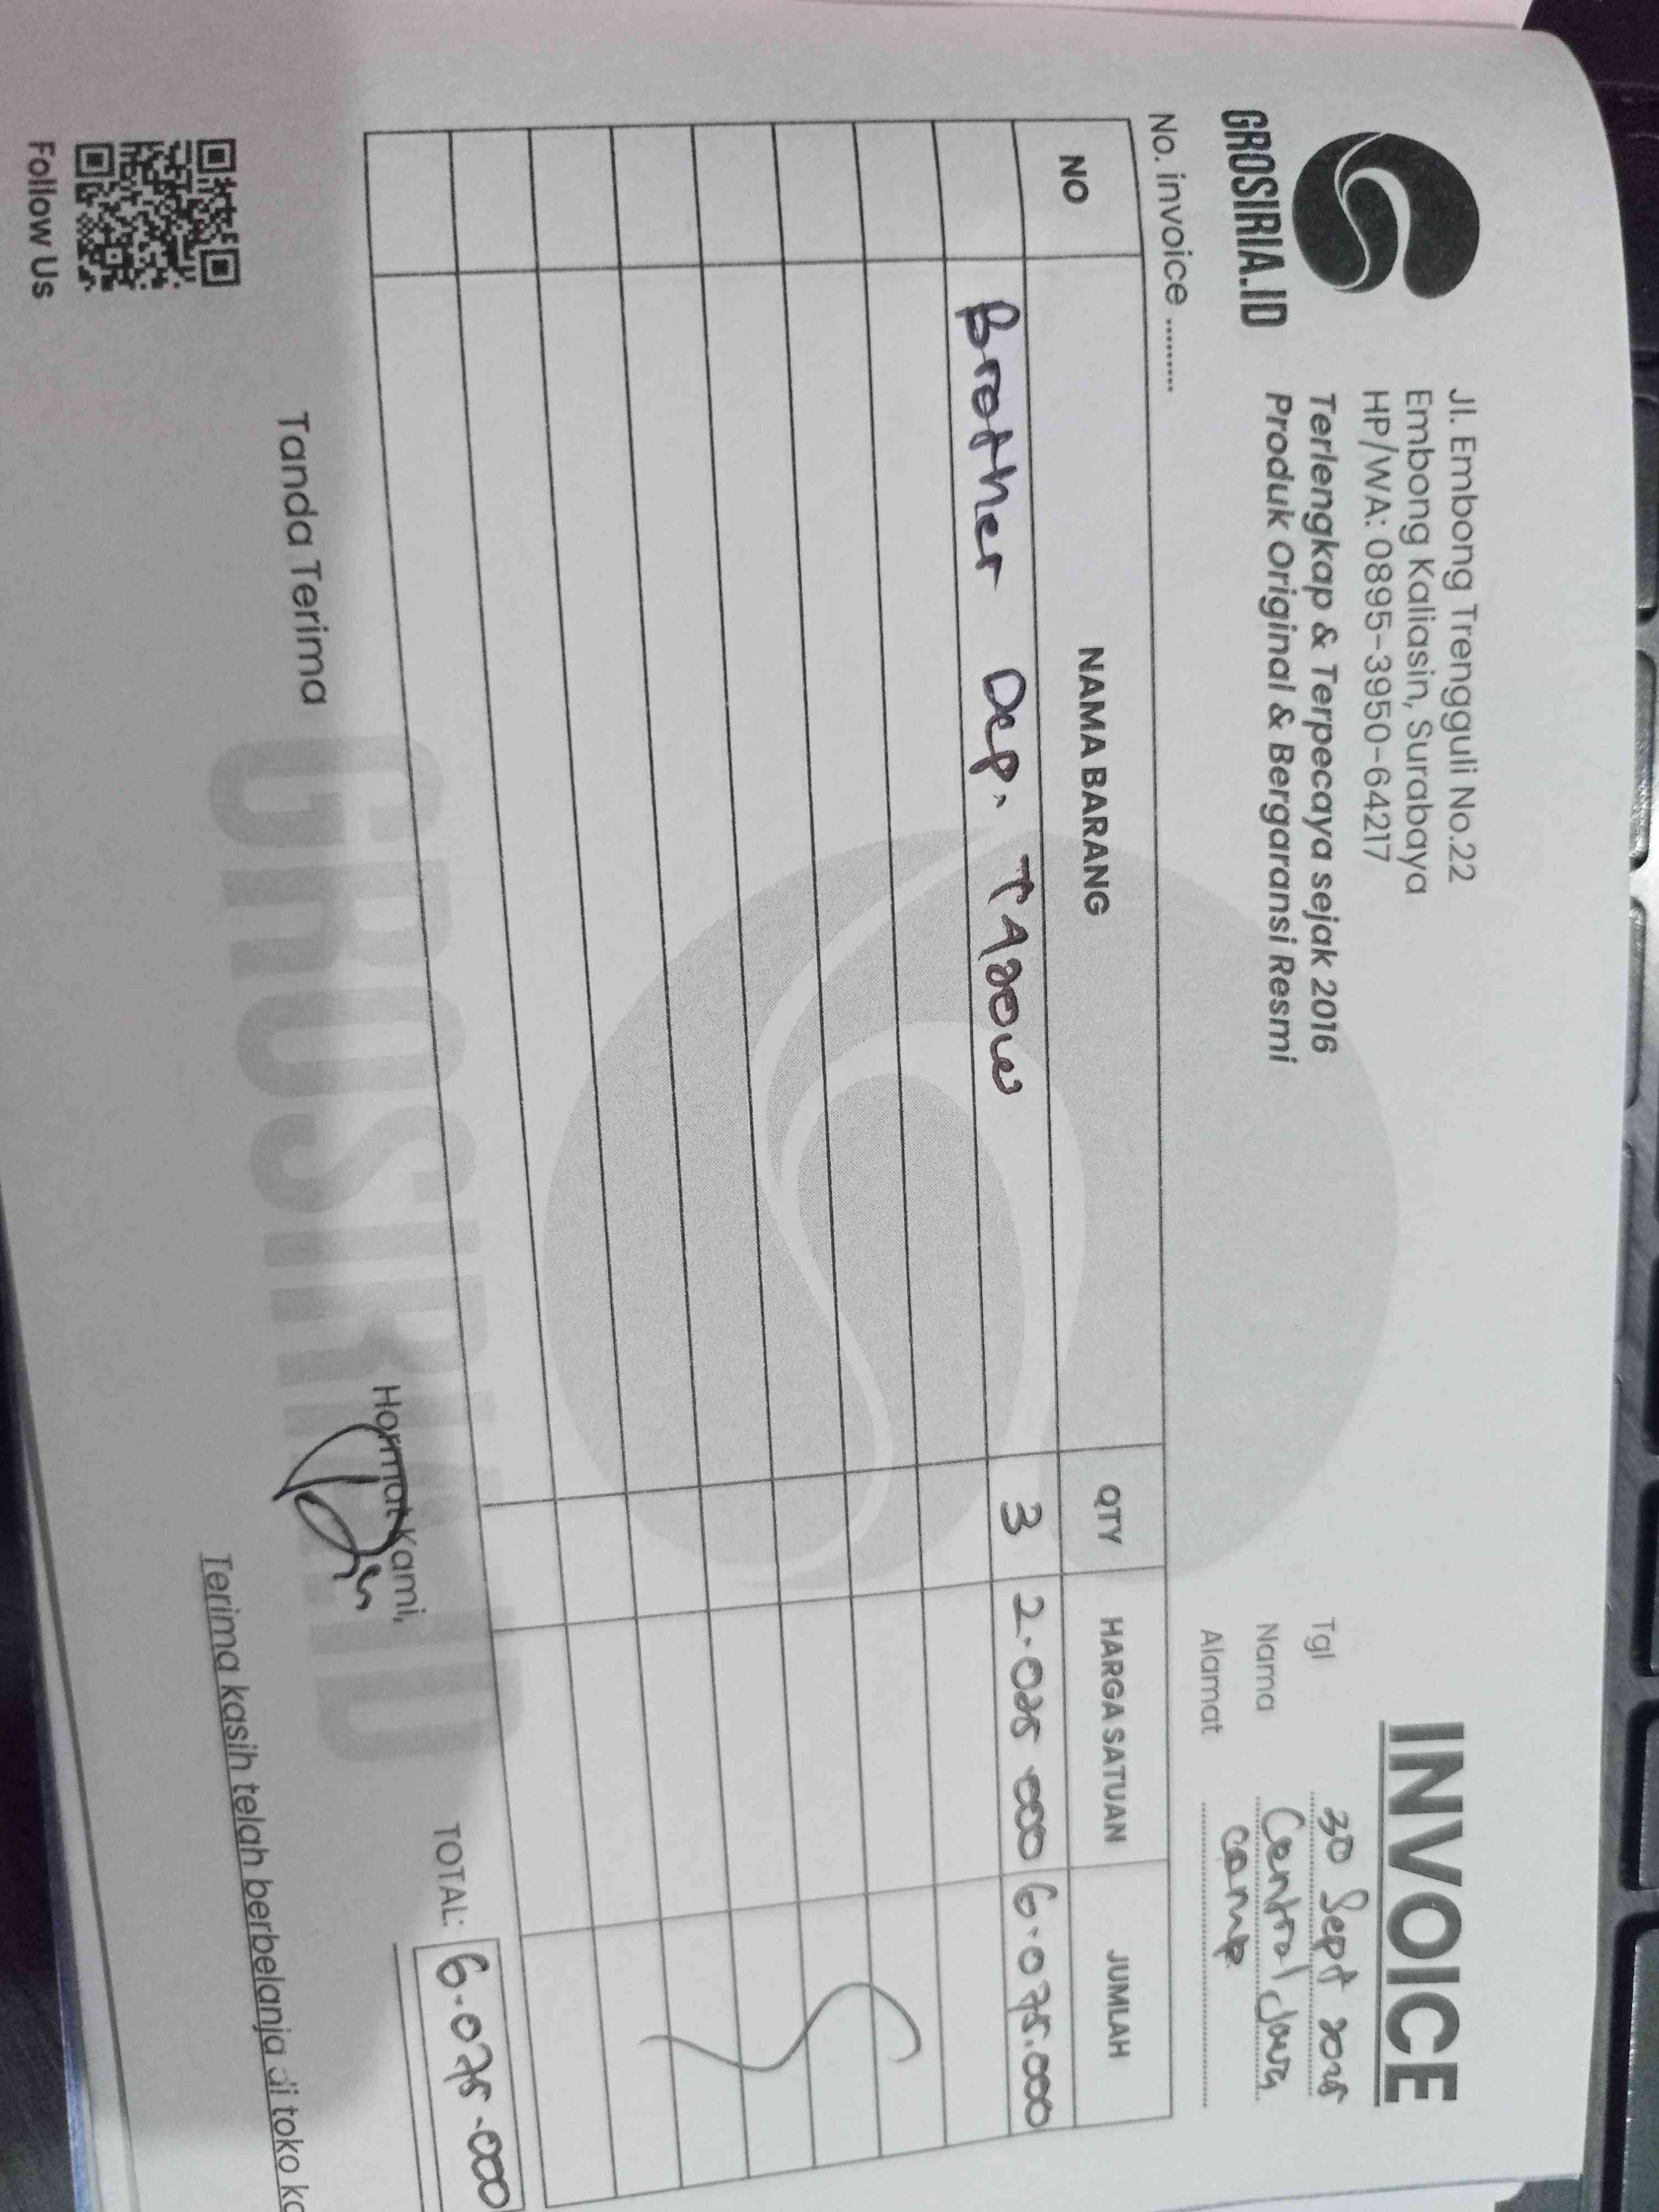 GROSIRIA.ID
Jl. Embong Trengguli No.22
Embong Kaliasin, Surabaya
HP/WA: 0895-3950-64217
Terlengkap & Terpecaya sejak 2016
Produk Original & Bergaransi Resmi
INVOICE
Tgl 30 Sept 2025
Nama Central Java
comp
Alamat
No. invoice .........
NO NAMA BARANG QTY HARGA SATUAN JUMLAH
Brother Dcp. T420w 3 2.025.000 6.075.000
TOTAL: 6.075.000
Tanda Terima
Hormat Kami,
GROSIRIA.ID
Follow Us
Terima kasih telah berbelanja di toko